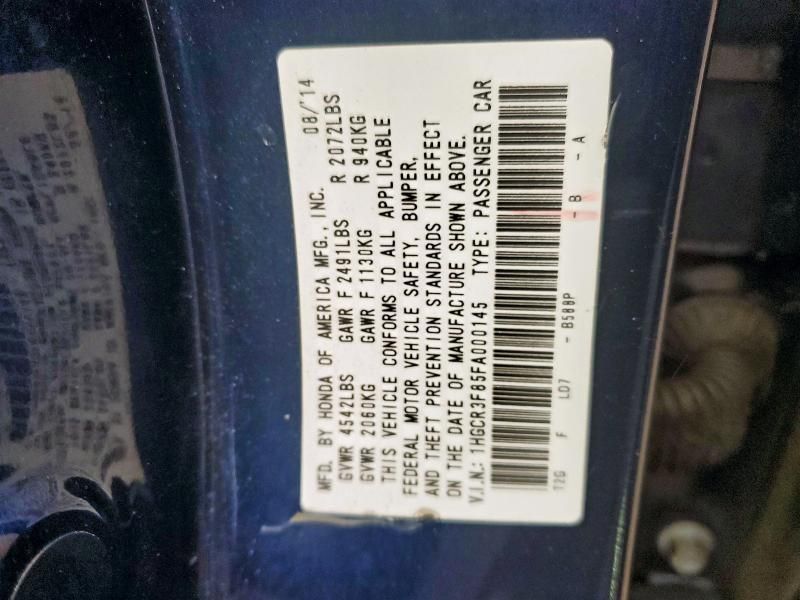 MFD. BY HONDA OF AMERICA MFG., INC. 08/'14
GVWR 4542LBS GAWR F 2491LBS R 2072LBS
GVWR 2060KG GAWR F 1130KG R 940KG
THIS VEHICLE CONFORMS TO ALL APPLICABLE
FEDERAL MOTOR VEHICLE SAFETY, BUMPER,
AND THEFT PREVENTION STANDARDS IN EFFECT
ON THE DATE OF MANUFACTURE SHOWN ABOVE.
V.I.N.: 1HGCR3F85FA000145 TYPE: PASSENGER CAR
T2G F LD7 - B588P - B - A